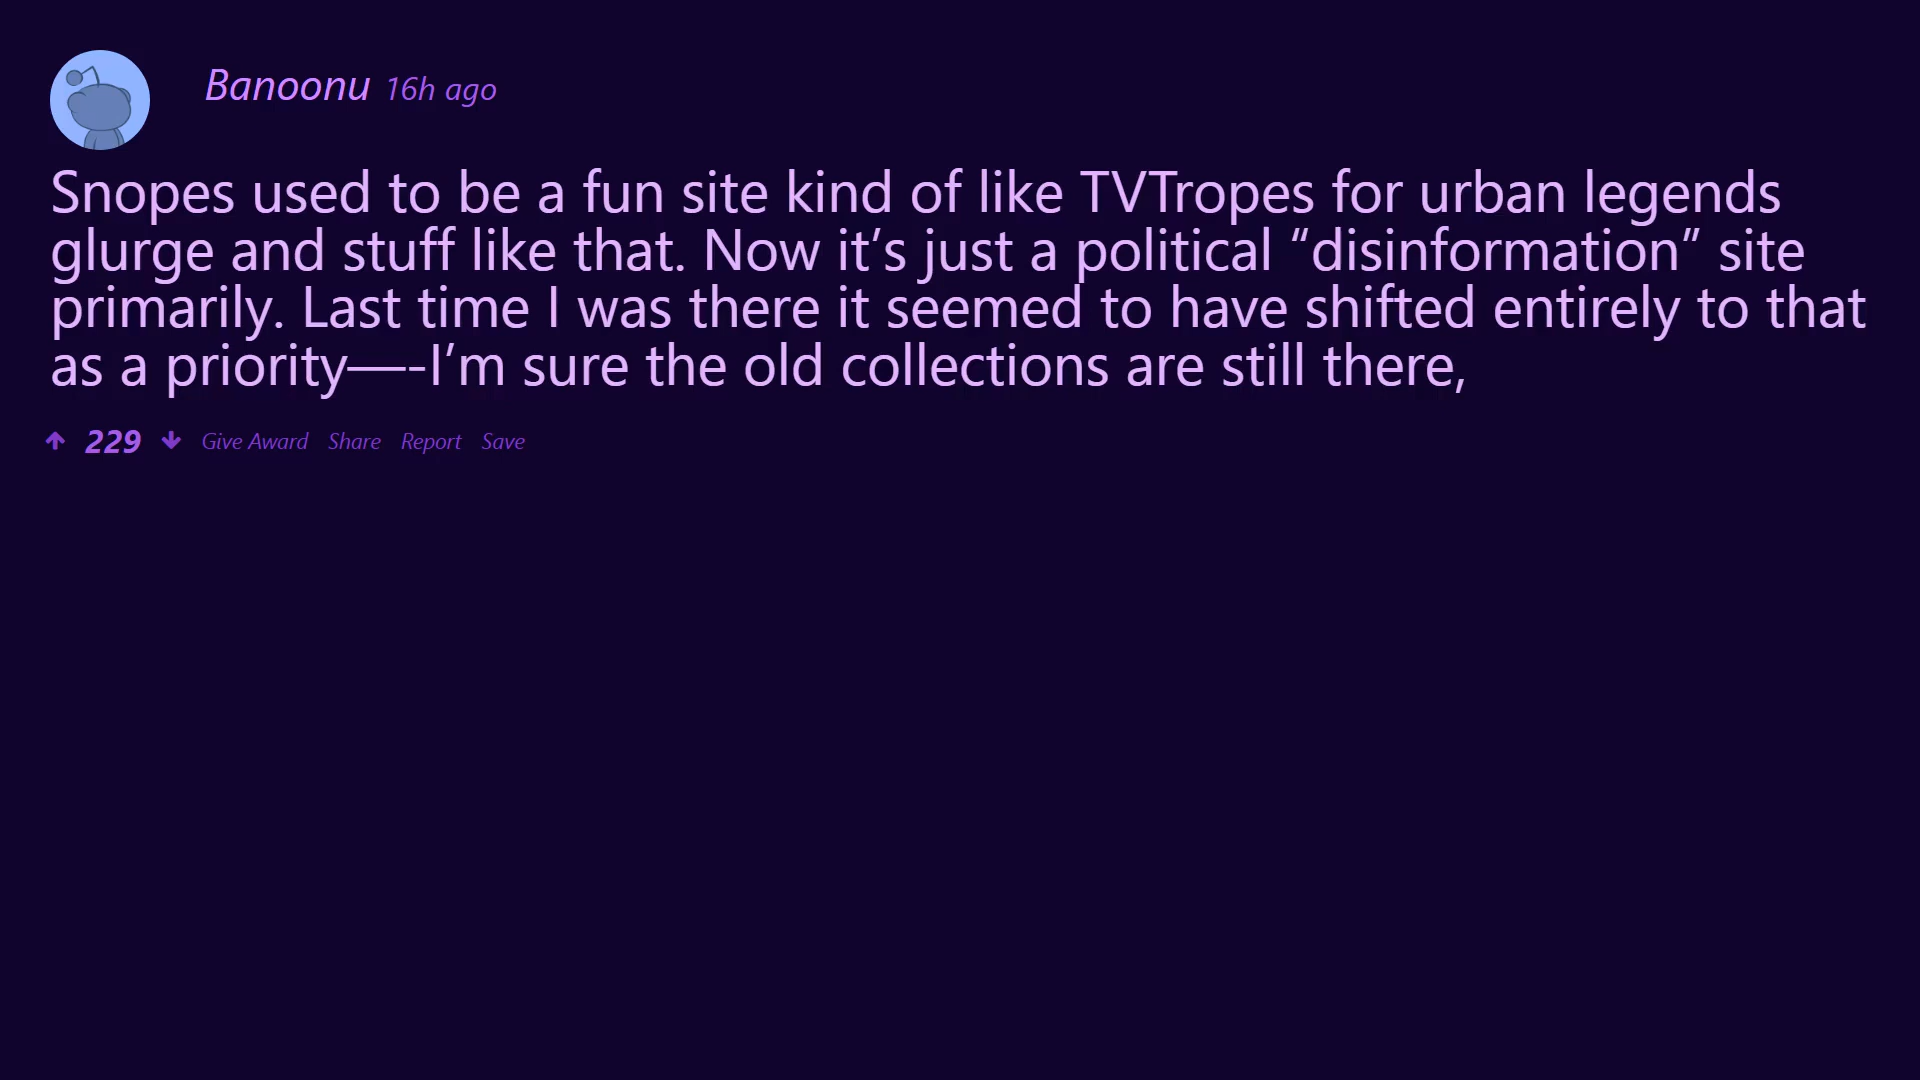 Banoonu 16h ago
Snopes used to be a fun site kind of like TVTropes for urban legends
glurge and stuff like that. Now it’s just a political “disinformation” site
primarily. Last time I was there it seemed to have shifted entirely to that
as a priority—-I’m sure the old collections are still there,
229 Give Award Share Report Save